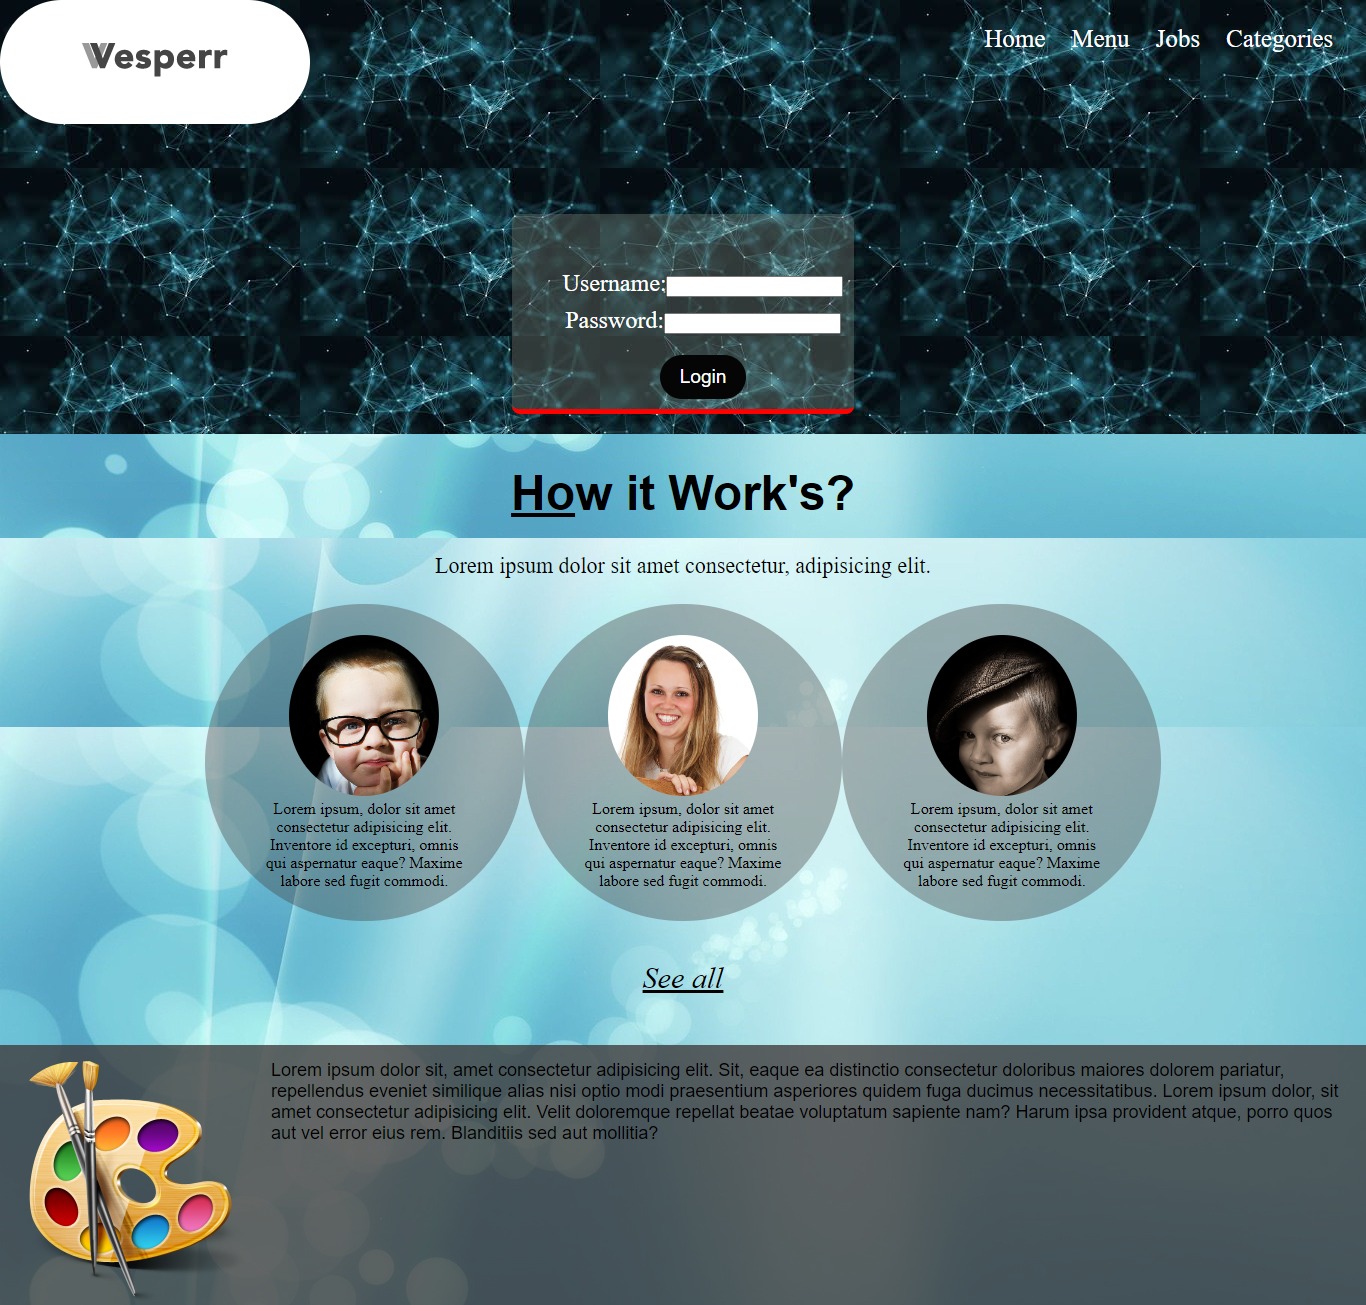 Vesperr
Home Menu Jobs Categories
Username:
Password:
Login
How it Work's?
Lorem ipsum dolor sit amet consectetur, adipisicing elit.
Lorem ipsum, dolor sit amet
consectetur adipisicing elit.
Inventore id excepturi, omnis
qui aspernatur eaque? Maxime
labore sed fugit commodi.
Lorem ipsum, dolor sit amet
consectetur adipisicing elit.
Inventore id excepturi, omnis
qui aspernatur eaque? Maxime
labore sed fugit commodi.
Lorem ipsum, dolor sit amet
consectetur adipisicing elit.
Inventore id excepturi, omnis
qui aspernatur eaque? Maxime
labore sed fugit commodi.
See all
Lorem ipsum dolor sit, amet consectetur adipisicing elit. Sit, eaque ea distinctio consectetur doloribus maiores dolorem pariatur,
repellendus eveniet similique alias nisi optio modi praesentium asperiores quidem fuga ducimus necessitatibus. Lorem ipsum dolor, sit
amet consectetur adipisicing elit. Velit doloremque repellat beatae voluptatum sapiente nam? Harum ipsa provident atque, porro quos
aut vel error eius rem. Blanditiis sed aut mollitia?